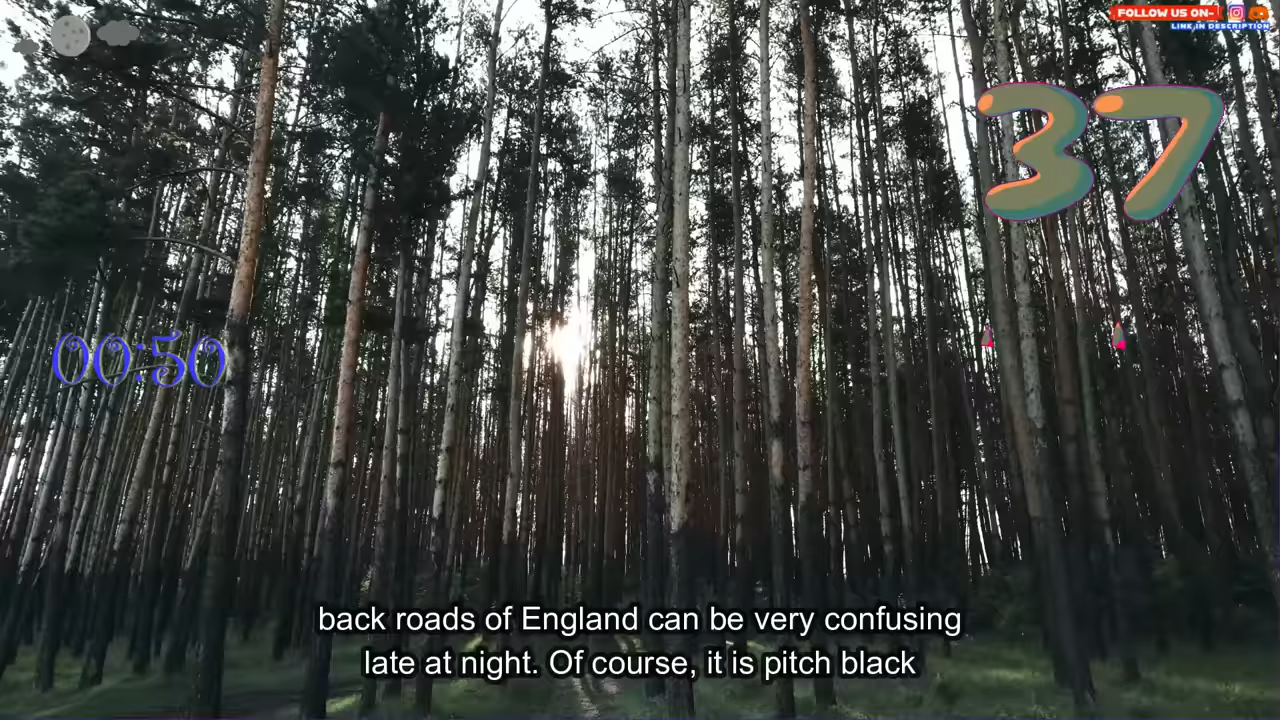 FOLLOW US ON-
LINK IN DESCRIPTION
37
00:50
back roads of England can be very confusing
late at night. Of course, it is pitch black